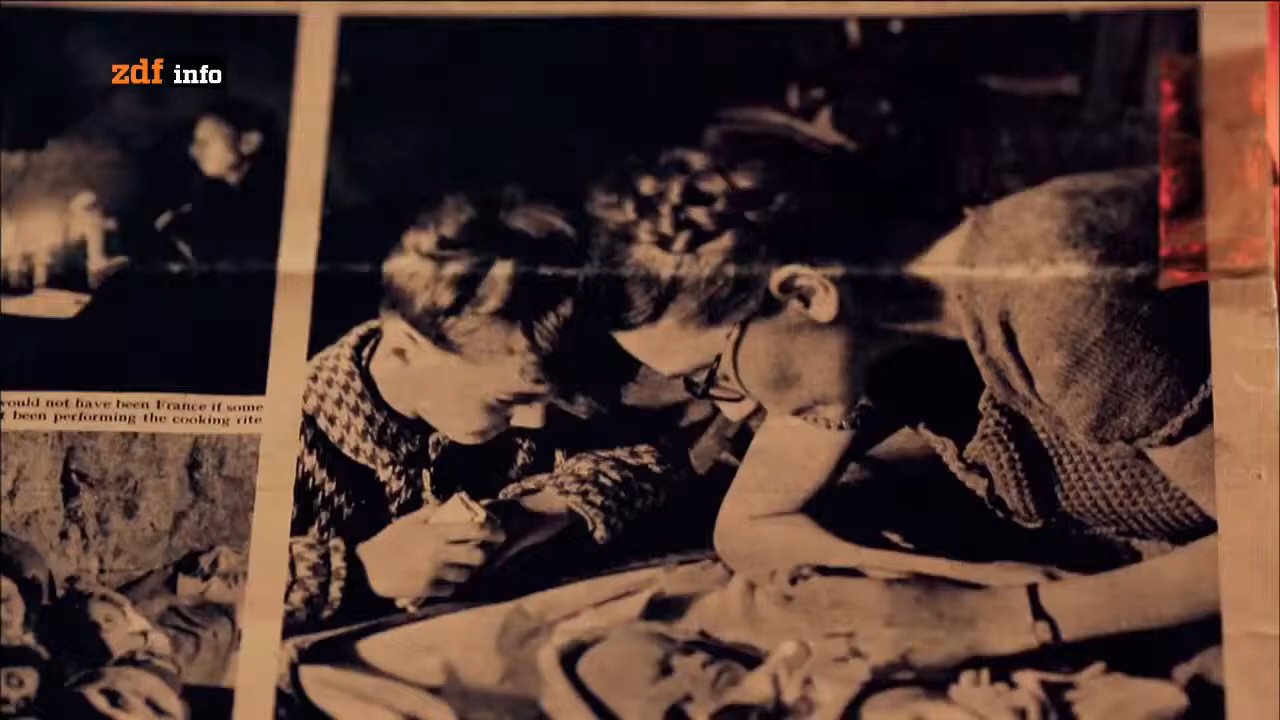 zdf info
would not have been France if some
t been performing the cooking rite